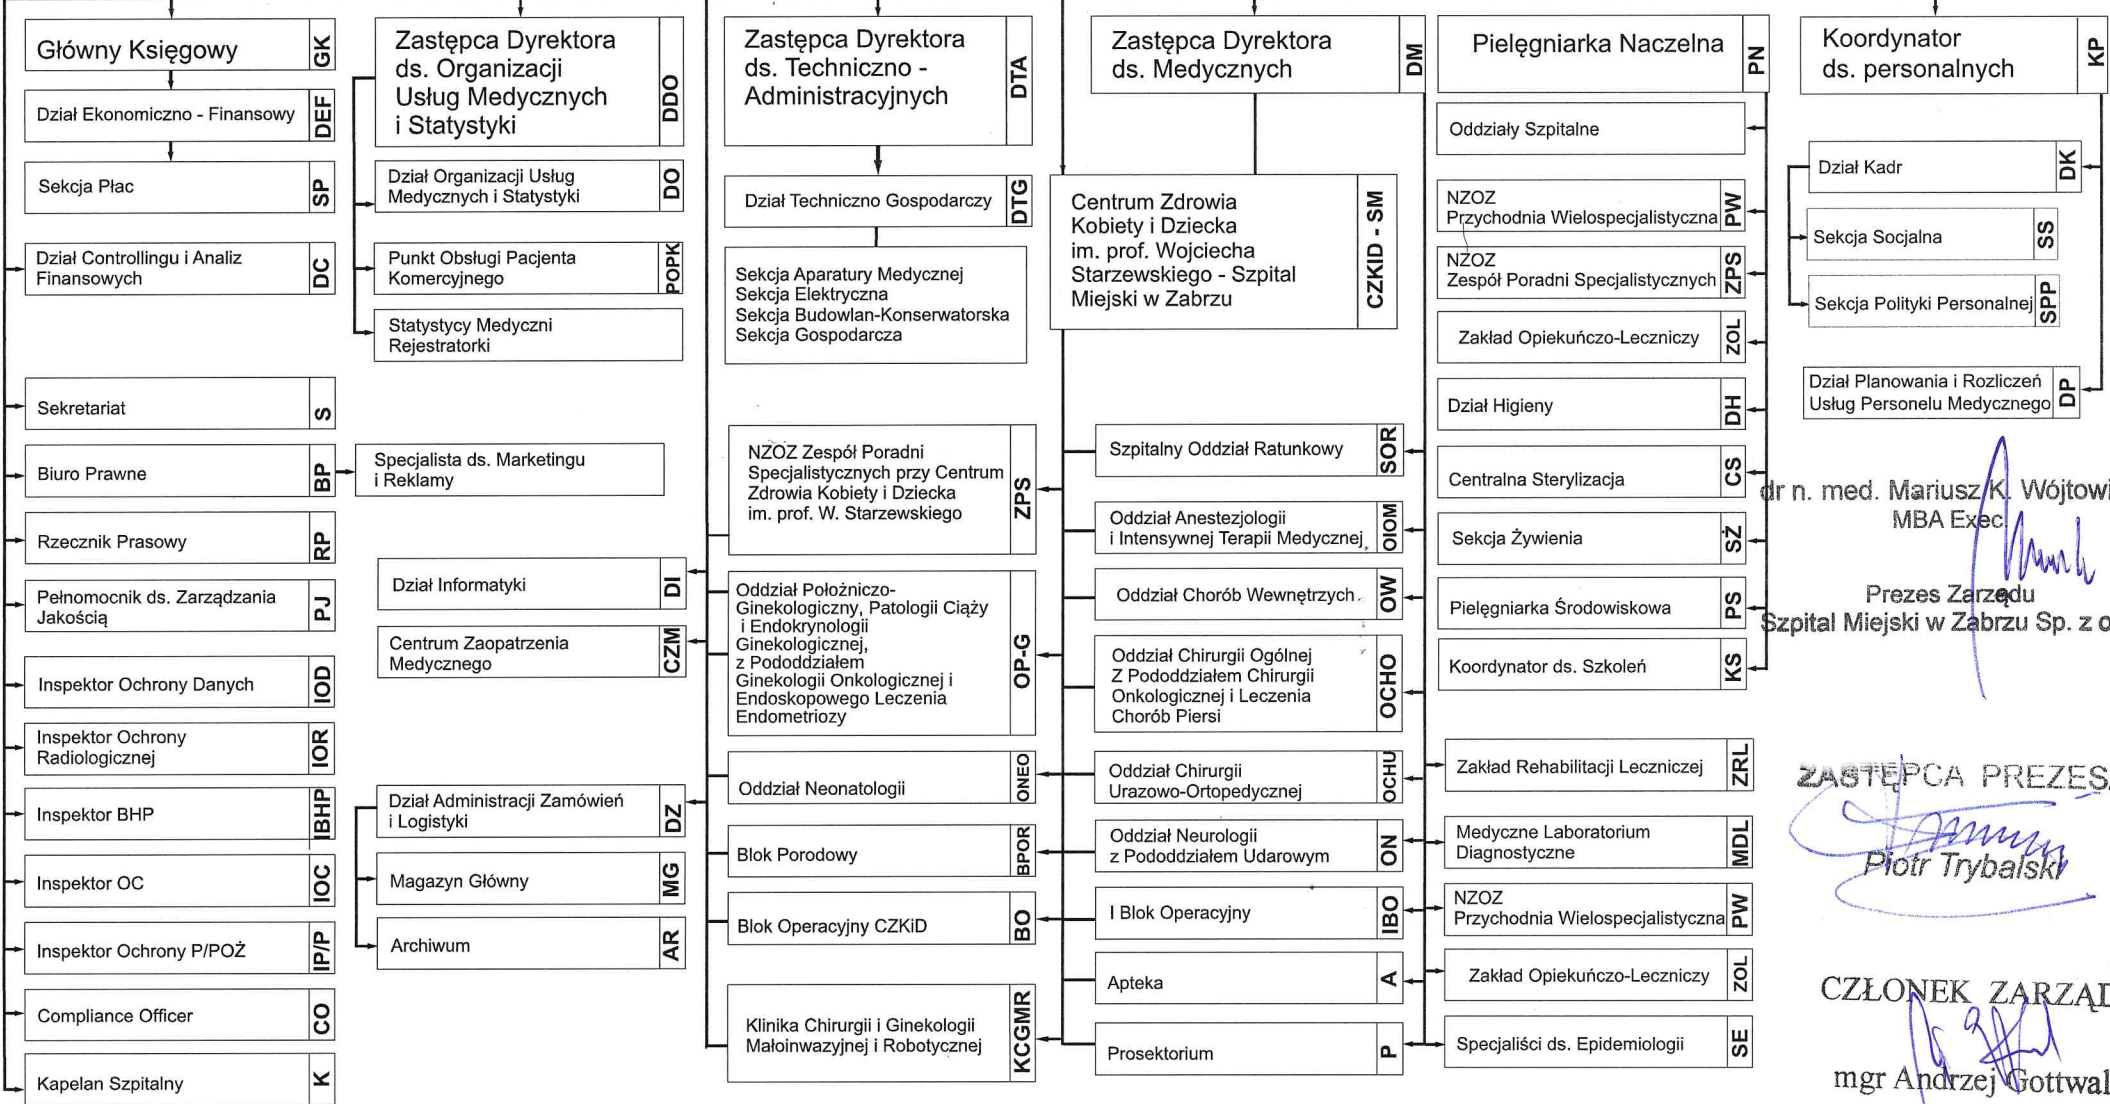 Główny Księgowy
GK
Dział Ekonomiczno - Finansowy
DEF
Sekcja Płac
SP
Dział Controllingu i Analiz
Finansowych
DC
Sekretariat
S
Biuro Prawne
BP
Specjalista ds. Marketingu
i Reklamy
Rzecznik Prasowy
RP
Pełnomocnik ds. Zarządzania
Jakością
PJ
Inspektor Ochrony Danych
IOD
Inspektor Ochrony
Radiologicznej
IOR
Inspektor BHP
IBHP
Inspektor OC
IOC
Inspektor Ochrony P/POŻ
IP/P
Compliance Officer
CO
Kapelan Szpitalny
K
Zastępca Dyrektora
ds. Organizacji
Usług Medycznych
i Statystyki
DDO
Dział Organizacji Usług
Medycznych i Statystyki
DO
Punkt Obsługi Pacjenta
Komercyjnego
POPK
Statystycy Medyczni
Rejestratorki
Dział Informatyki
DI
Centrum Zaopatrzenia
Medycznego
CZM
Dział Administracji Zamówień
i Logistyki
DZ
Magazyn Główny
MG
Archiwum
AR
Zastępca Dyrektora
ds. Techniczno -
Administracyjnych
DTA
Dział Techniczno Gospodarczy
DTG
Sekcja Aparatury Medycznej
Sekcja Elektryczna
Sekcja Budowlan-Konserwatorska
Sekcja Gospodarcza
NZOZ Zespół Poradni
Specjalistycznych przy Centrum
Zdrowia Kobiety i Dziecka
im. prof. W. Starzewskiego
ZPS
Oddział Położniczo-
Ginekologiczny, Patologii Ciąży
i Endokrynologii
Ginekologicznej,
z Pododdziałem
Ginekologii Onkologicznej i
Endoskopowego Leczenia
Endometriozy
OP-G
Oddział Neonatologii
ONEO
Blok Porodowy
BPOR
Blok Operacyjny CZKiD
BO
Klinika Chirurgii i Ginekologii
Małoinwazyjnej i Robotycznej
KCGMR
Zastępca Dyrektora
ds. Medycznych
DM
Centrum Zdrowia
Kobiety i Dziecka
im. prof. Wojciecha
Starzewskiego - Szpital
Miejski w Zabrzu
CZKID - SM
Szpitalny Oddział Ratunkowy
SOR
Oddział Anestezjologii
i Intensywnej Terapii Medycznej
OIOM
Oddział Chorób Wewnętrzych
OW
Oddział Chirurgii Ogólnej
Z Pododdziałem Chirurgii
Onkologicznej i Leczenia
Chorób Piersi
OCHO
Oddział Chirurgii
Urazowo-Ortopedycznej
OCHU
Oddział Neurologii
z Pododdziałem Udarowym
ON
I Blok Operacyjny
IBO
Apteka
A
Prosektorium
P
Pielęgniarka Naczelna
PN
Oddziały Szpitalne
NZOZ
Przychodnia Wielospecjalistyczna
PW
NZOZ
Zespół Poradni Specjalistycznych
ZPS
Zakład Opiekuńczo-Leczniczy
ZOL
Dział Higieny
DH
Centralna Sterylizacja
CS
Sekcja Żywienia
SŻ
Pielęgniarka Środowiskowa
PS
Koordynator ds. Szkoleń
KS
Zakład Rehabilitacji Leczniczej
ZRL
Medyczne Laboratorium
Diagnostyczne
MDL
NZOZ
Przychodnia Wielospecjalistyczna
PW
Zakład Opiekuńczo-Leczniczy
ZOL
Specjaliści ds. Epidemiologii
SE
Koordynator
ds. personalnych
KP
Dział Kadr
DK
Sekcja Socjalna
SS
Sekcja Polityki Personalnej
SPP
Dział Planowania i Rozliczeń
Usług Personelu Medycznego
DP
dr n. med. Mariusz K. Wójtowi
MBA Exec.
Prezes Zarządu
Szpital Miejski w Zabrzu Sp. z o
ZASTĘPCA PREZES
Piotr Trybalski
CZŁONEK ZARZĄD
mgr Andrzej Gottwal